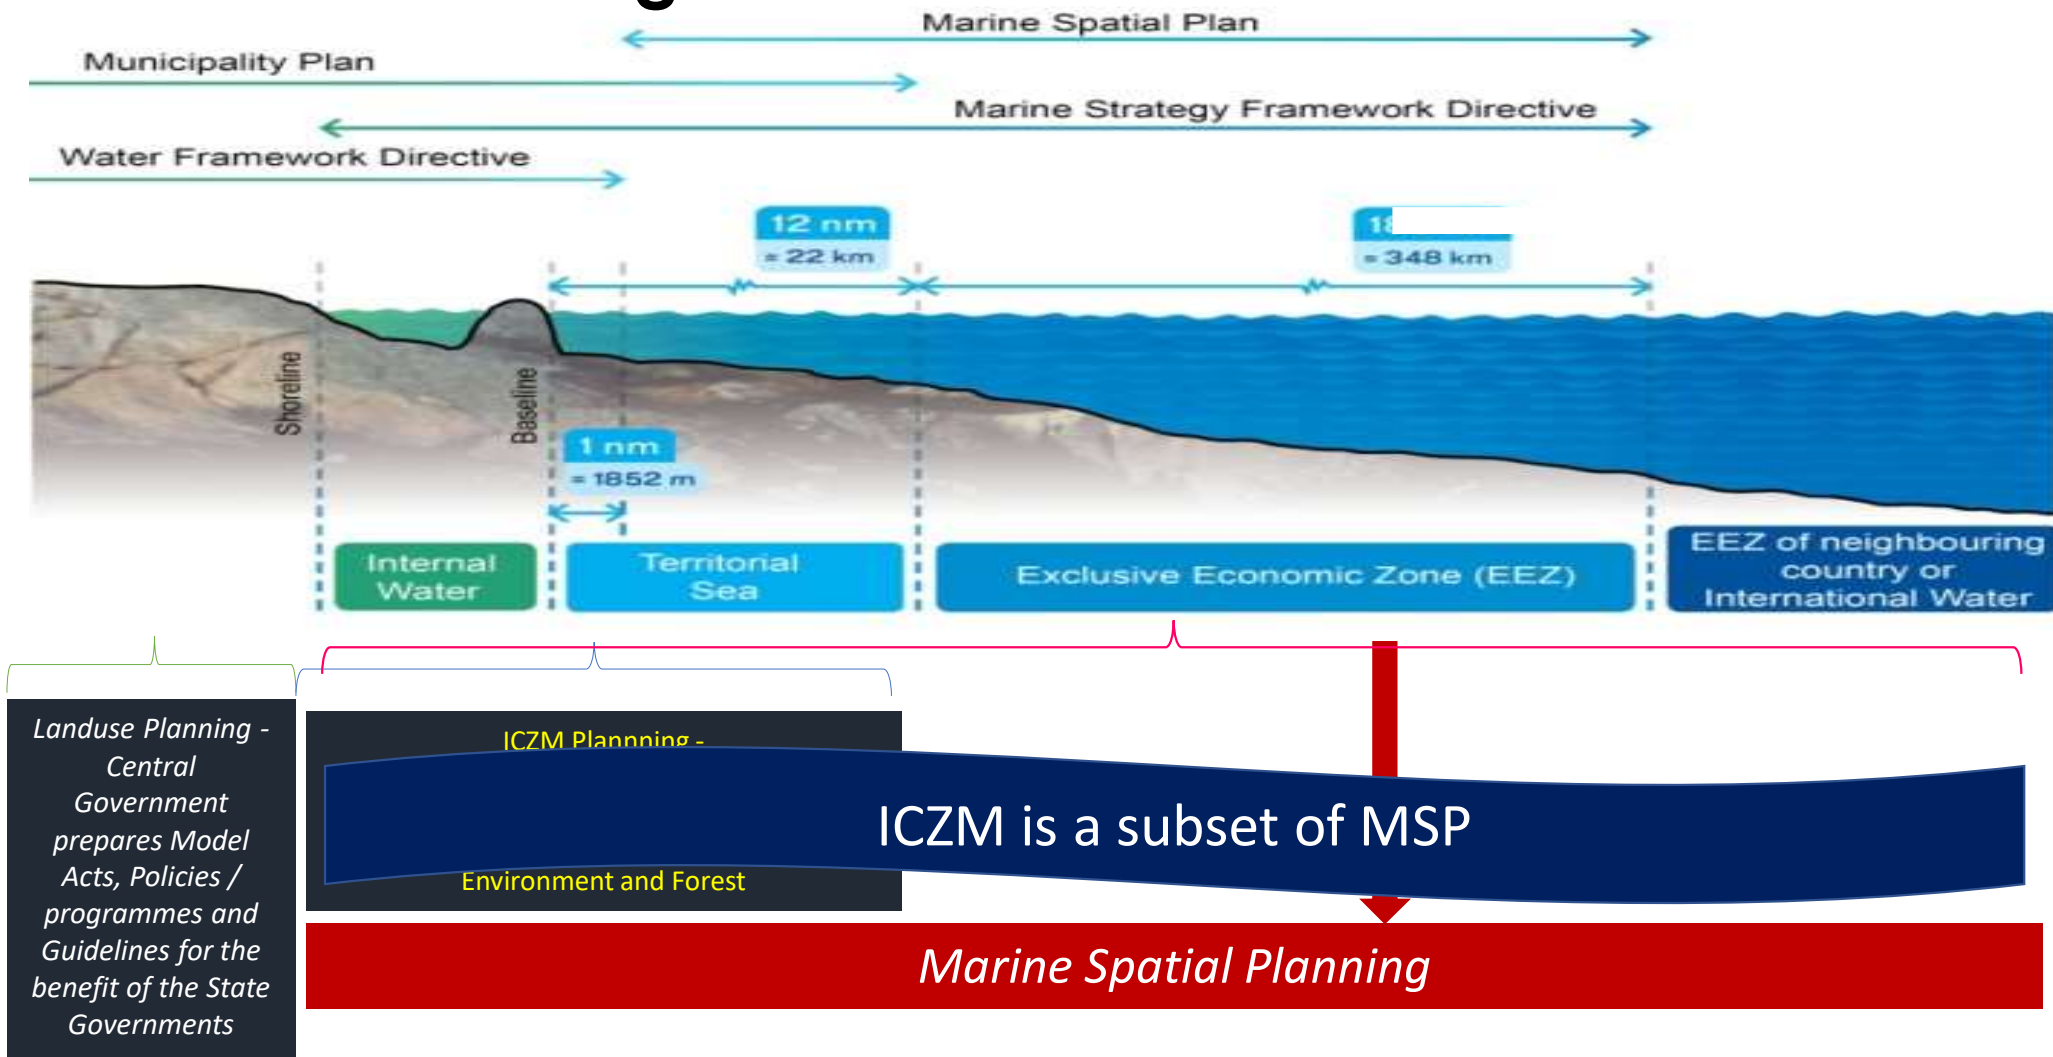 Marine Spatial Plan
Municipality Plan
Marine Strategy Framework Directive
Water Framework Directive
12 nm
= 22 km
= 348 km
Shoreline
Baseline
1 nm
= 1852 m
Internal
Water
Territorial
Sea
Exclusive Economic Zone (EEZ)
EEZ of neighbouring
country or
International Water
Landuse Planning -
Central
Government
prepares Model
Acts, Policies /
programmes and
Guidelines for the
benefit of the State
Governments
ICZM Plannning -
ICZM is a subset of MSP
Environment and Forest
Marine Spatial Planning